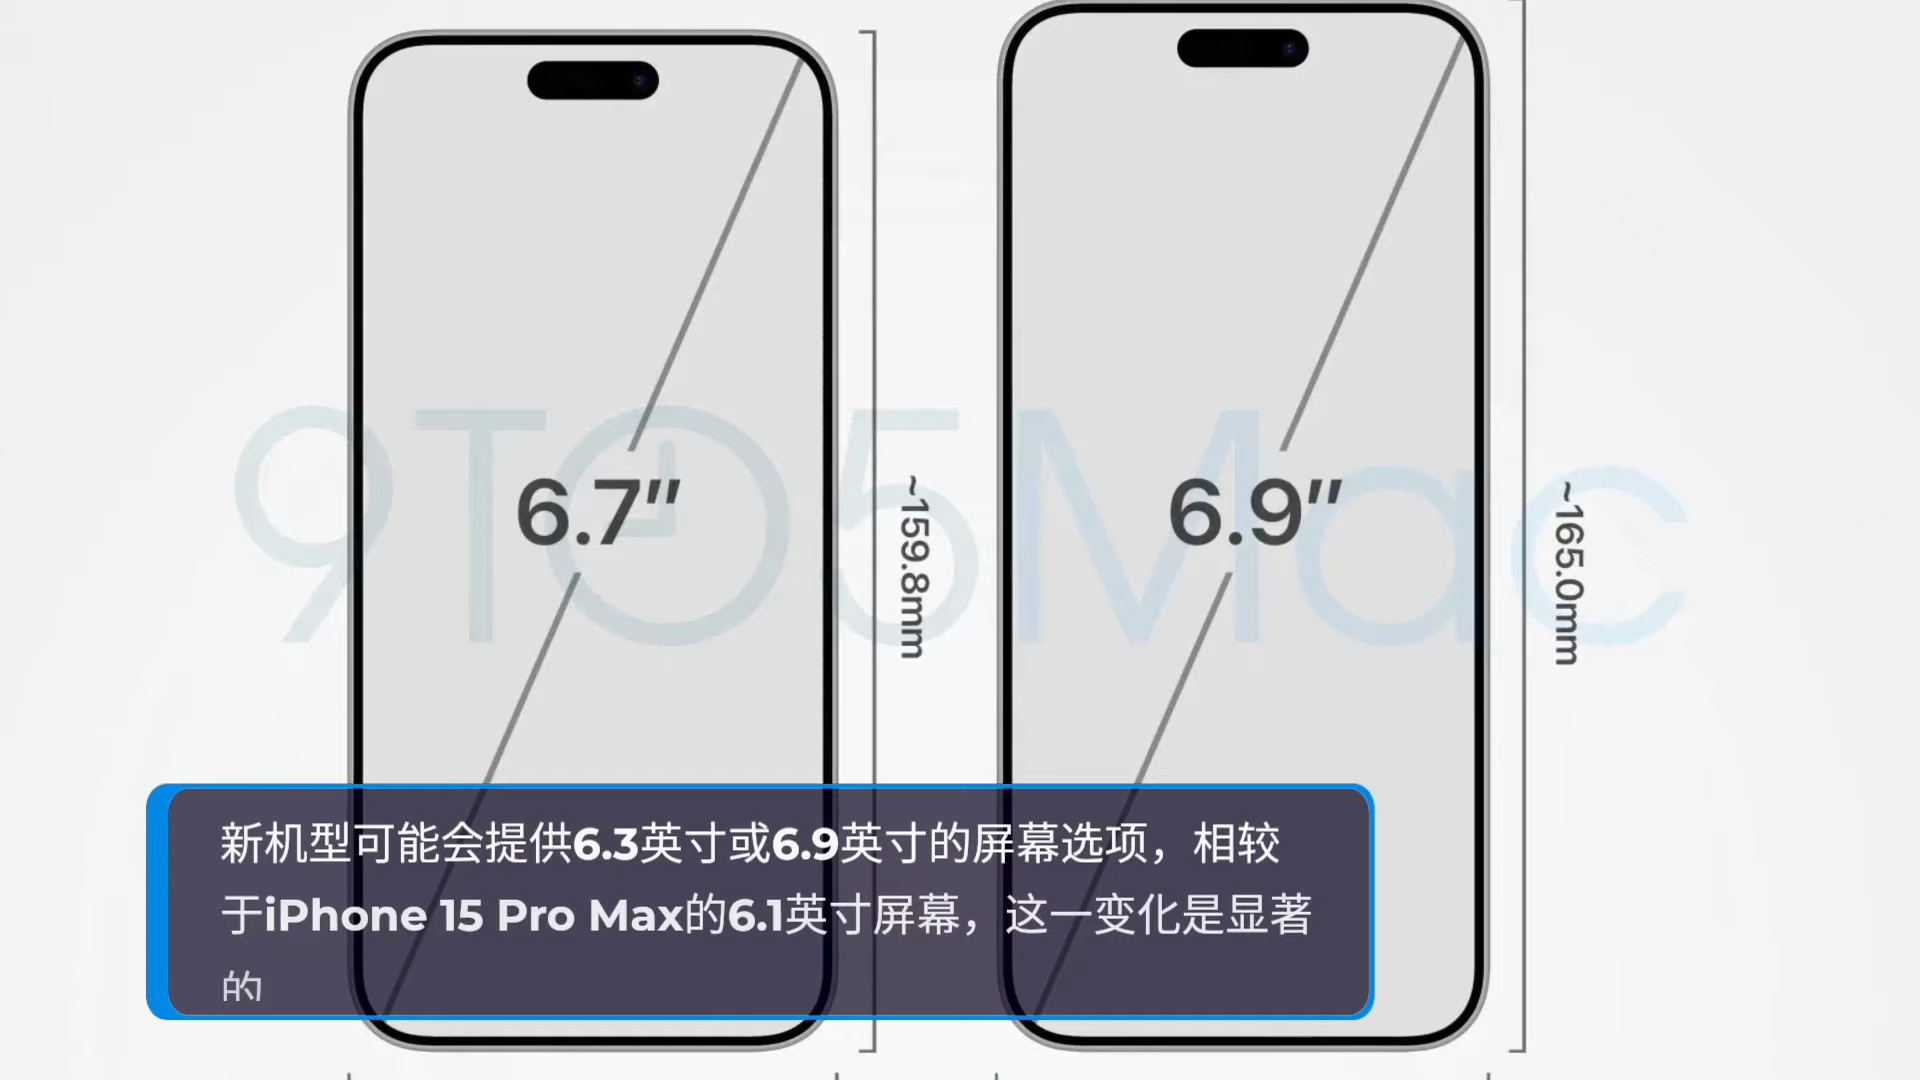 9TO5Mac
6.7″
~159.8mm
6.9″
~165.0mm
新机型可能会提供6.3英寸或6.9英寸的屏幕选项，相较
于iPhone 15 Pro Max的6.1英寸屏幕，这一变化是显著
的